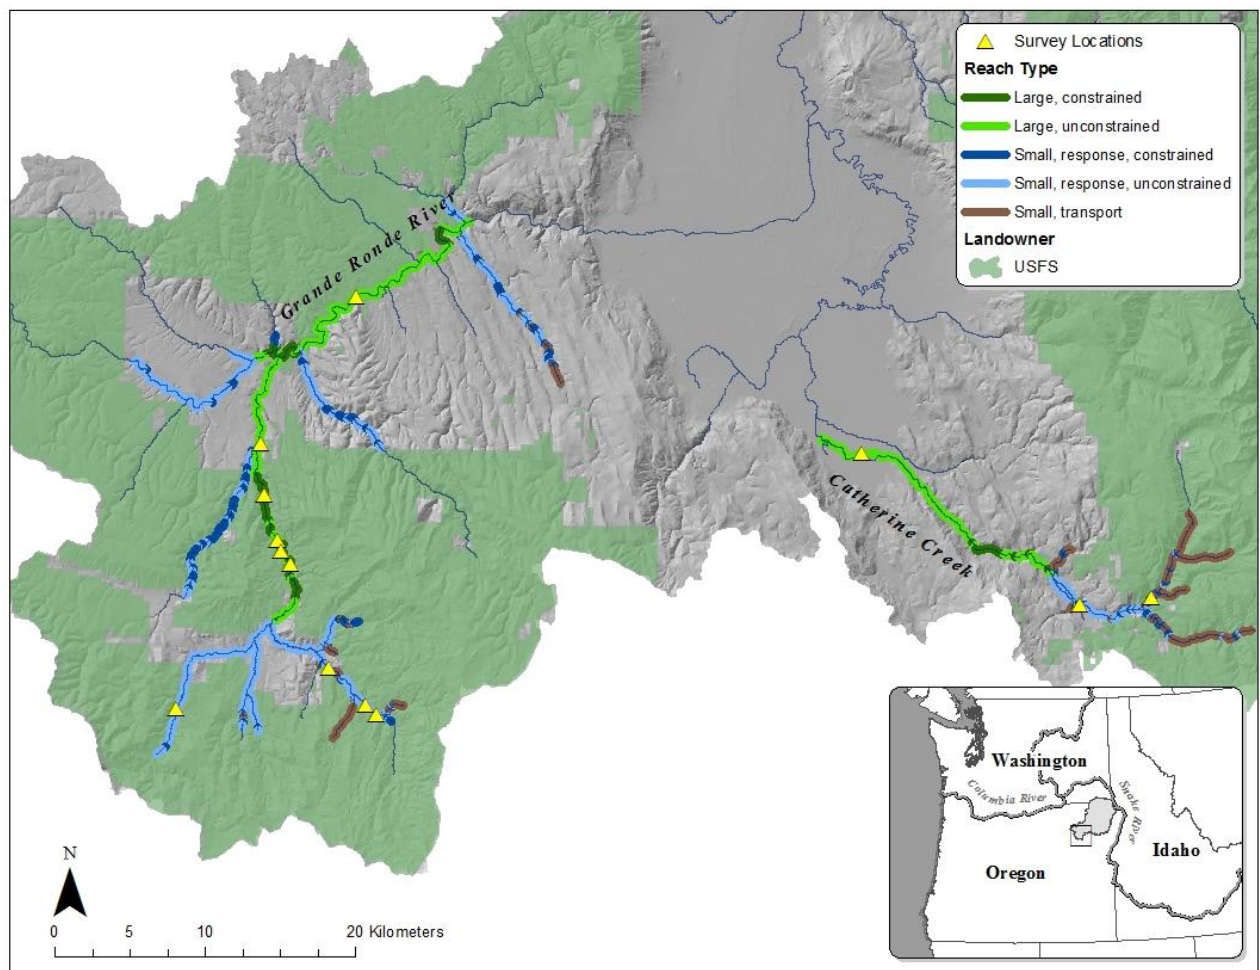 Survey Locations
Reach Type
Large, constrained
Large, unconstrained
Small, response, constrained
Small, response, unconstrained
Small, transport
Landowner
USFS
Grande Ronde River
Catherine Creek
N
0 5 10 20 Kilometers
Washington
Columbia River
Snake River
Idaho
Oregon